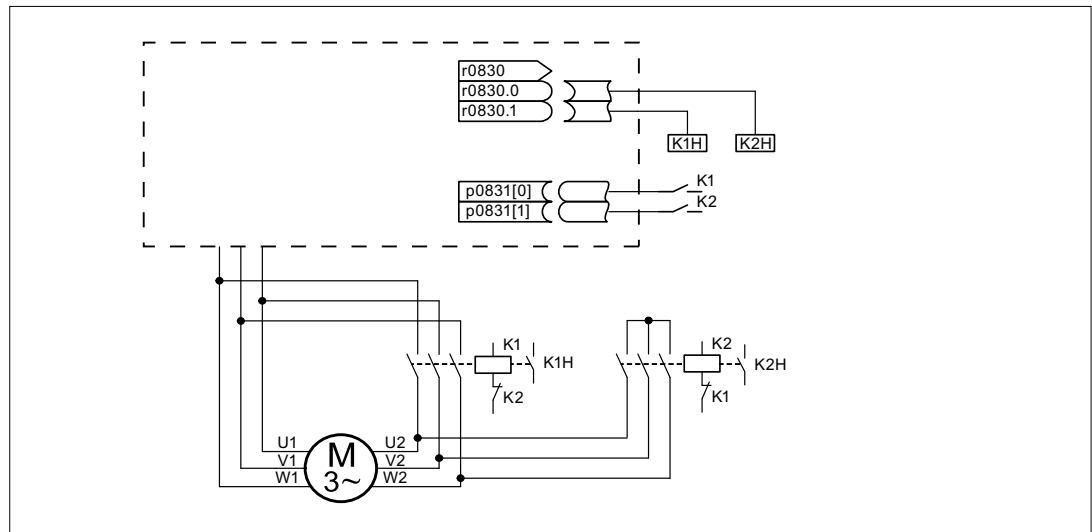 r0830
r0830.0
r0830.1
K1H K2H
p0831[0] K1
p0831[1] K2
K1 K2
K1H K2H
K2 K1
U1 M U2
V1 3~ V2
W1 W2